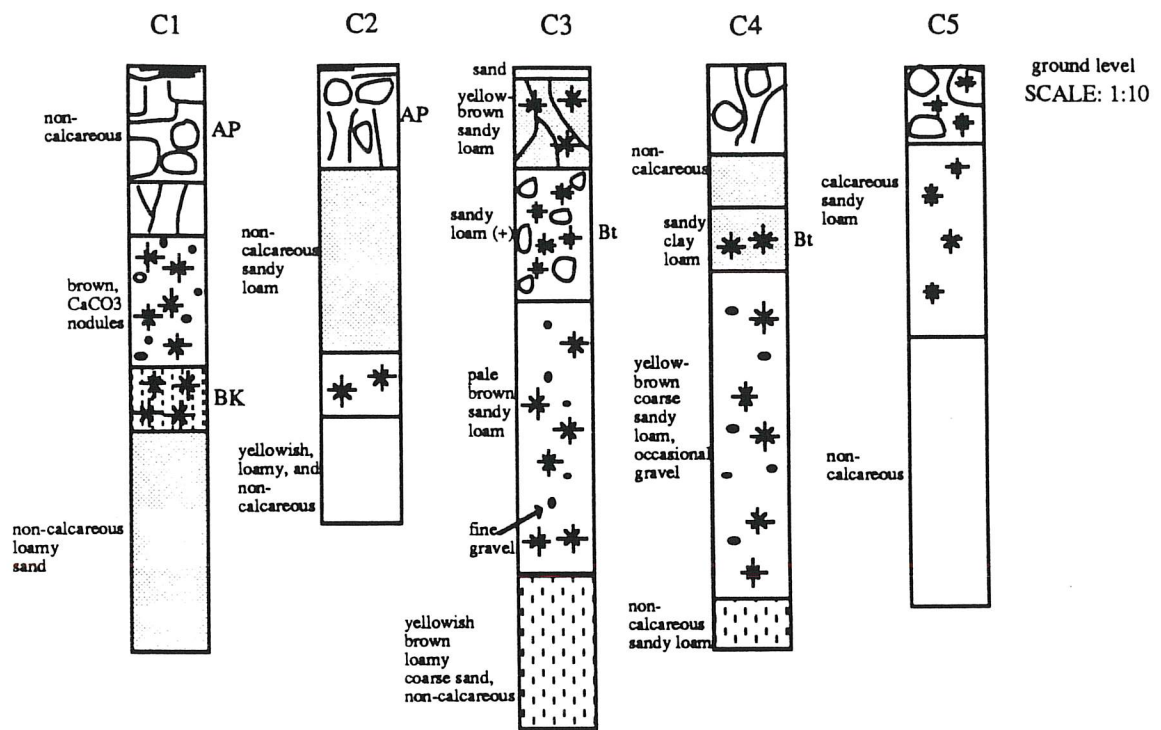 C1
C2
C3
C4
C5
ground level
SCALE: 1:10
non-
calcareous
AP
brown,
CaCO3
nodules
BK
non-calcareous
loamy
sand
AP
non-
calcareous
sandy
loam
yellowish,
loamy, and
non-
calcareous
sand
yellow-
brown
sandy
loam
sandy
loam (+)
Bt
pale
brown
sandy
loam
fine
gravel
yellowish
brown
loamy
coarse sand,
non-calcareous
non-
calcareous
sandy
clay
loam
Bt
yellow-
brown
coarse
sandy
loam,
occasional
gravel
non-
calcareous
sandy loam
calcareous
sandy
loam
non-
calcareous